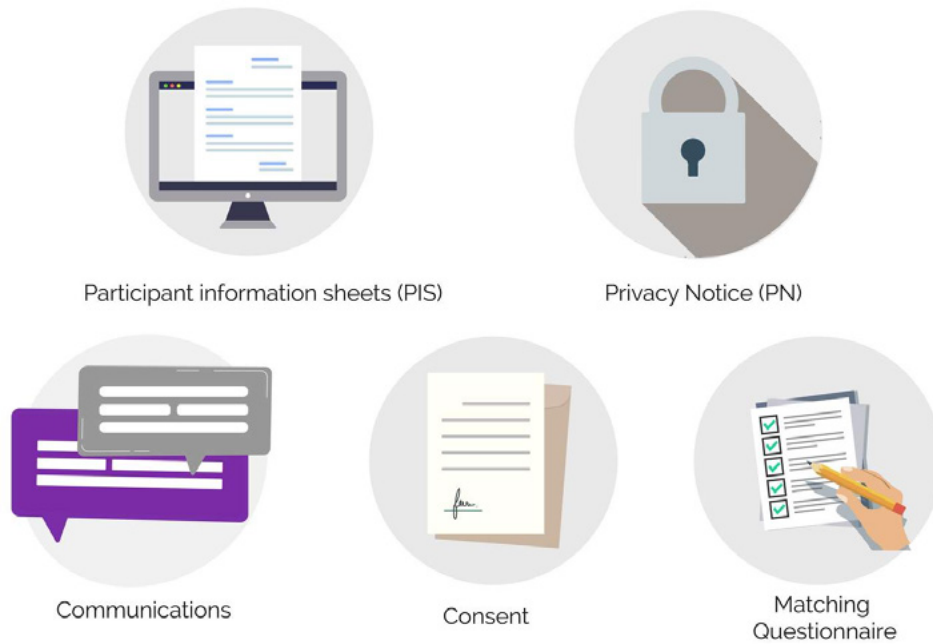 Participant information sheets (PIS)
Privacy Notice (PN)
Communications
Consent
Matching
Questionnaire